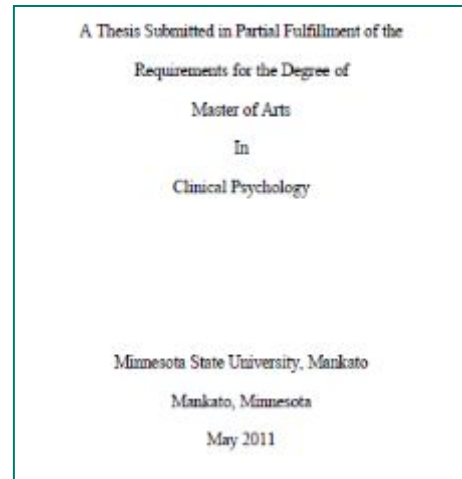 A Thesis Submitted in Partial Fulfillment of the
Requirements for the Degree of
Master of Arts
In
Clinical Psychology
Minnesota State University, Mankato
Mankato, Minnesota
May 2011